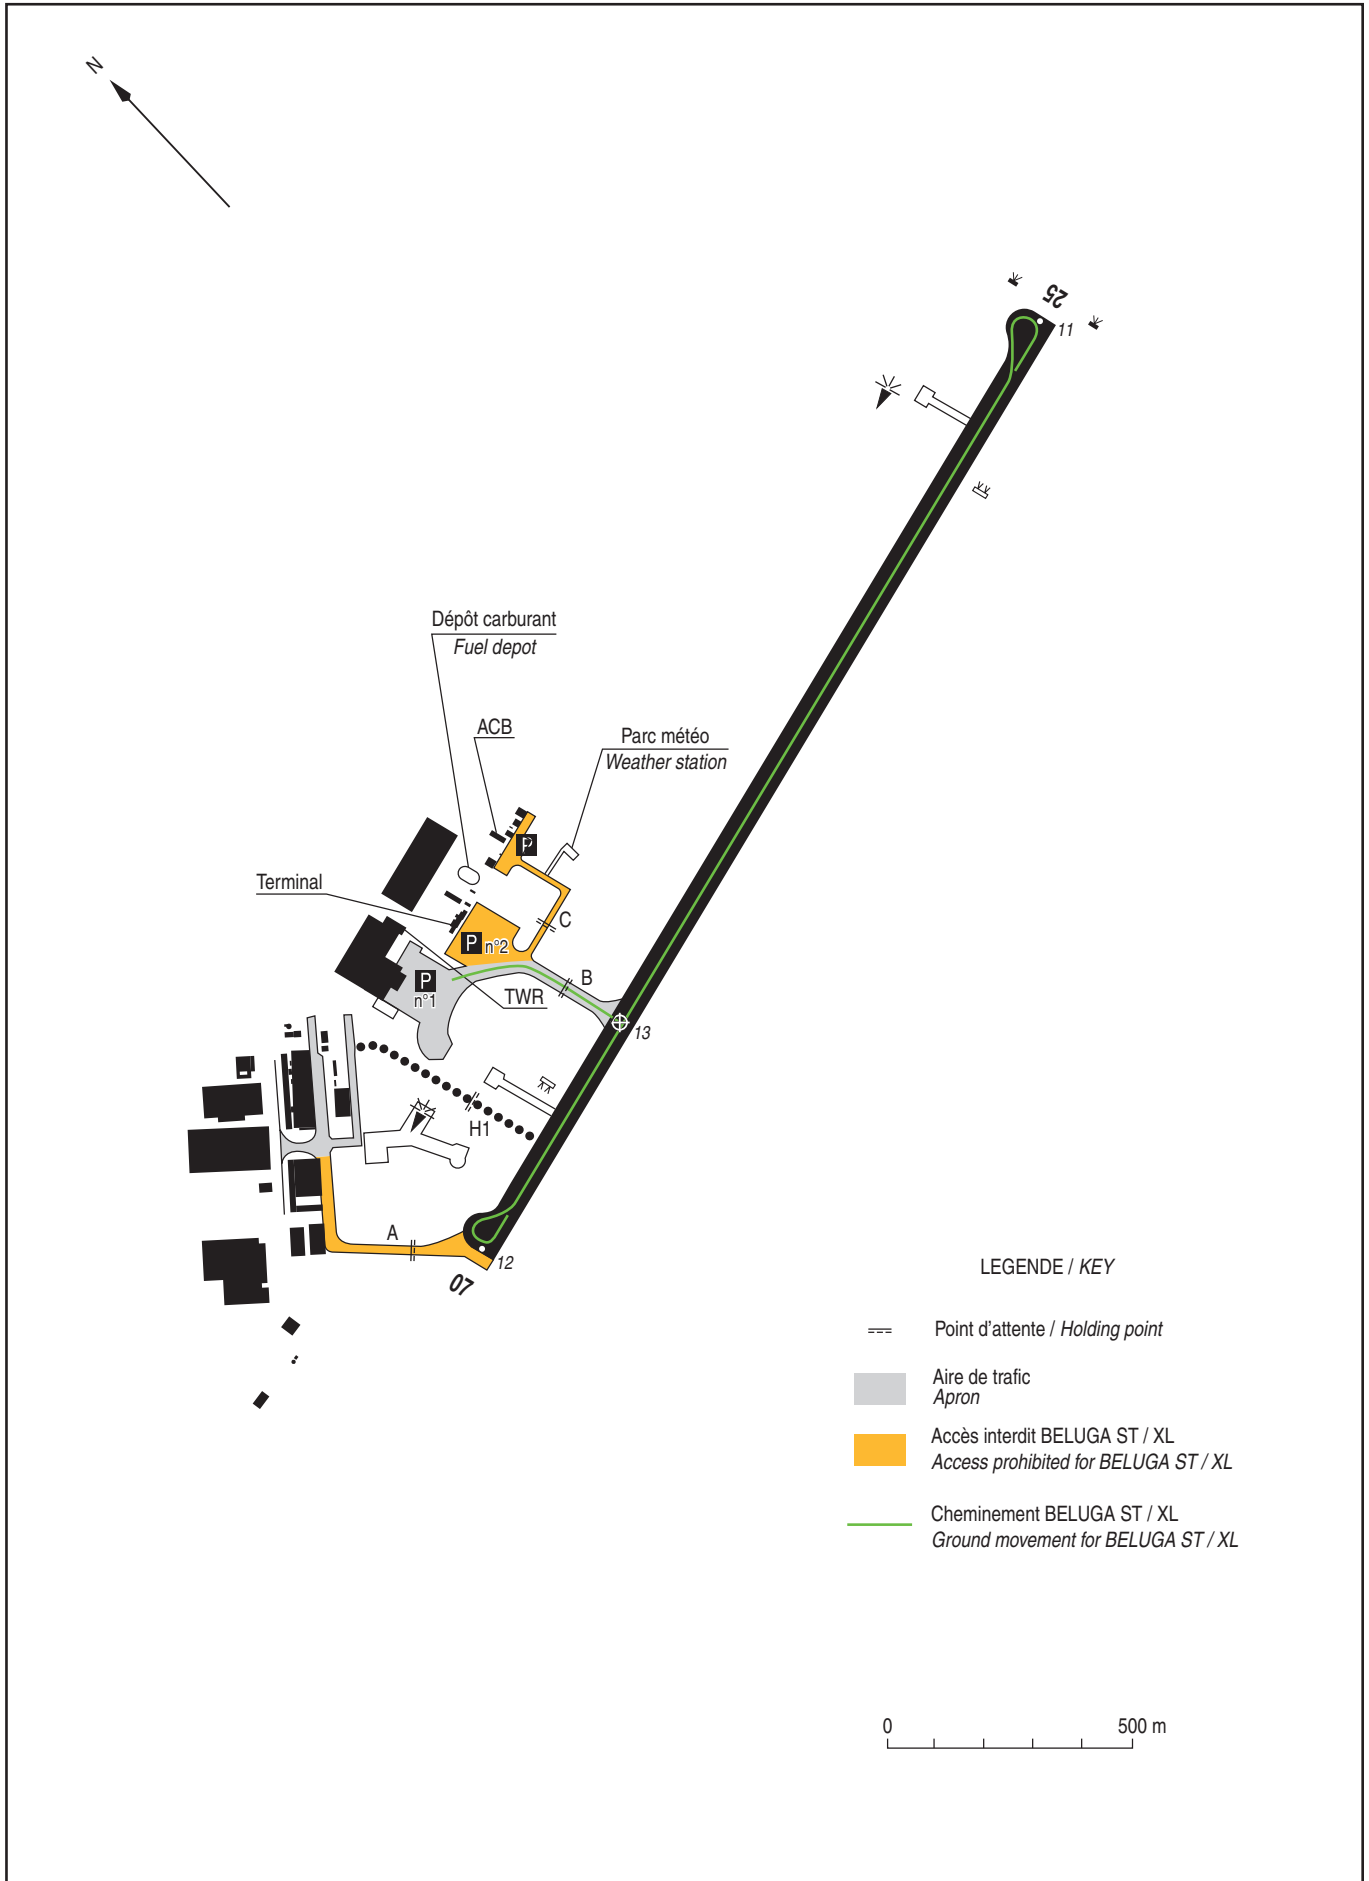 N
25
11
Dépôt carburant
Fuel depot
ACB
Parc météo
Weather station
P
Terminal
C
P n°2
B
P
n°1
TWR
13
H1
A
12
07
LEGENDE / KEY
Point d'attente / Holding point
Aire de trafic
Apron
Accès interdit BELUGA ST / XL
Access prohibited for BELUGA ST / XL
Cheminement BELUGA ST / XL
Ground movement for BELUGA ST / XL
0 500 m